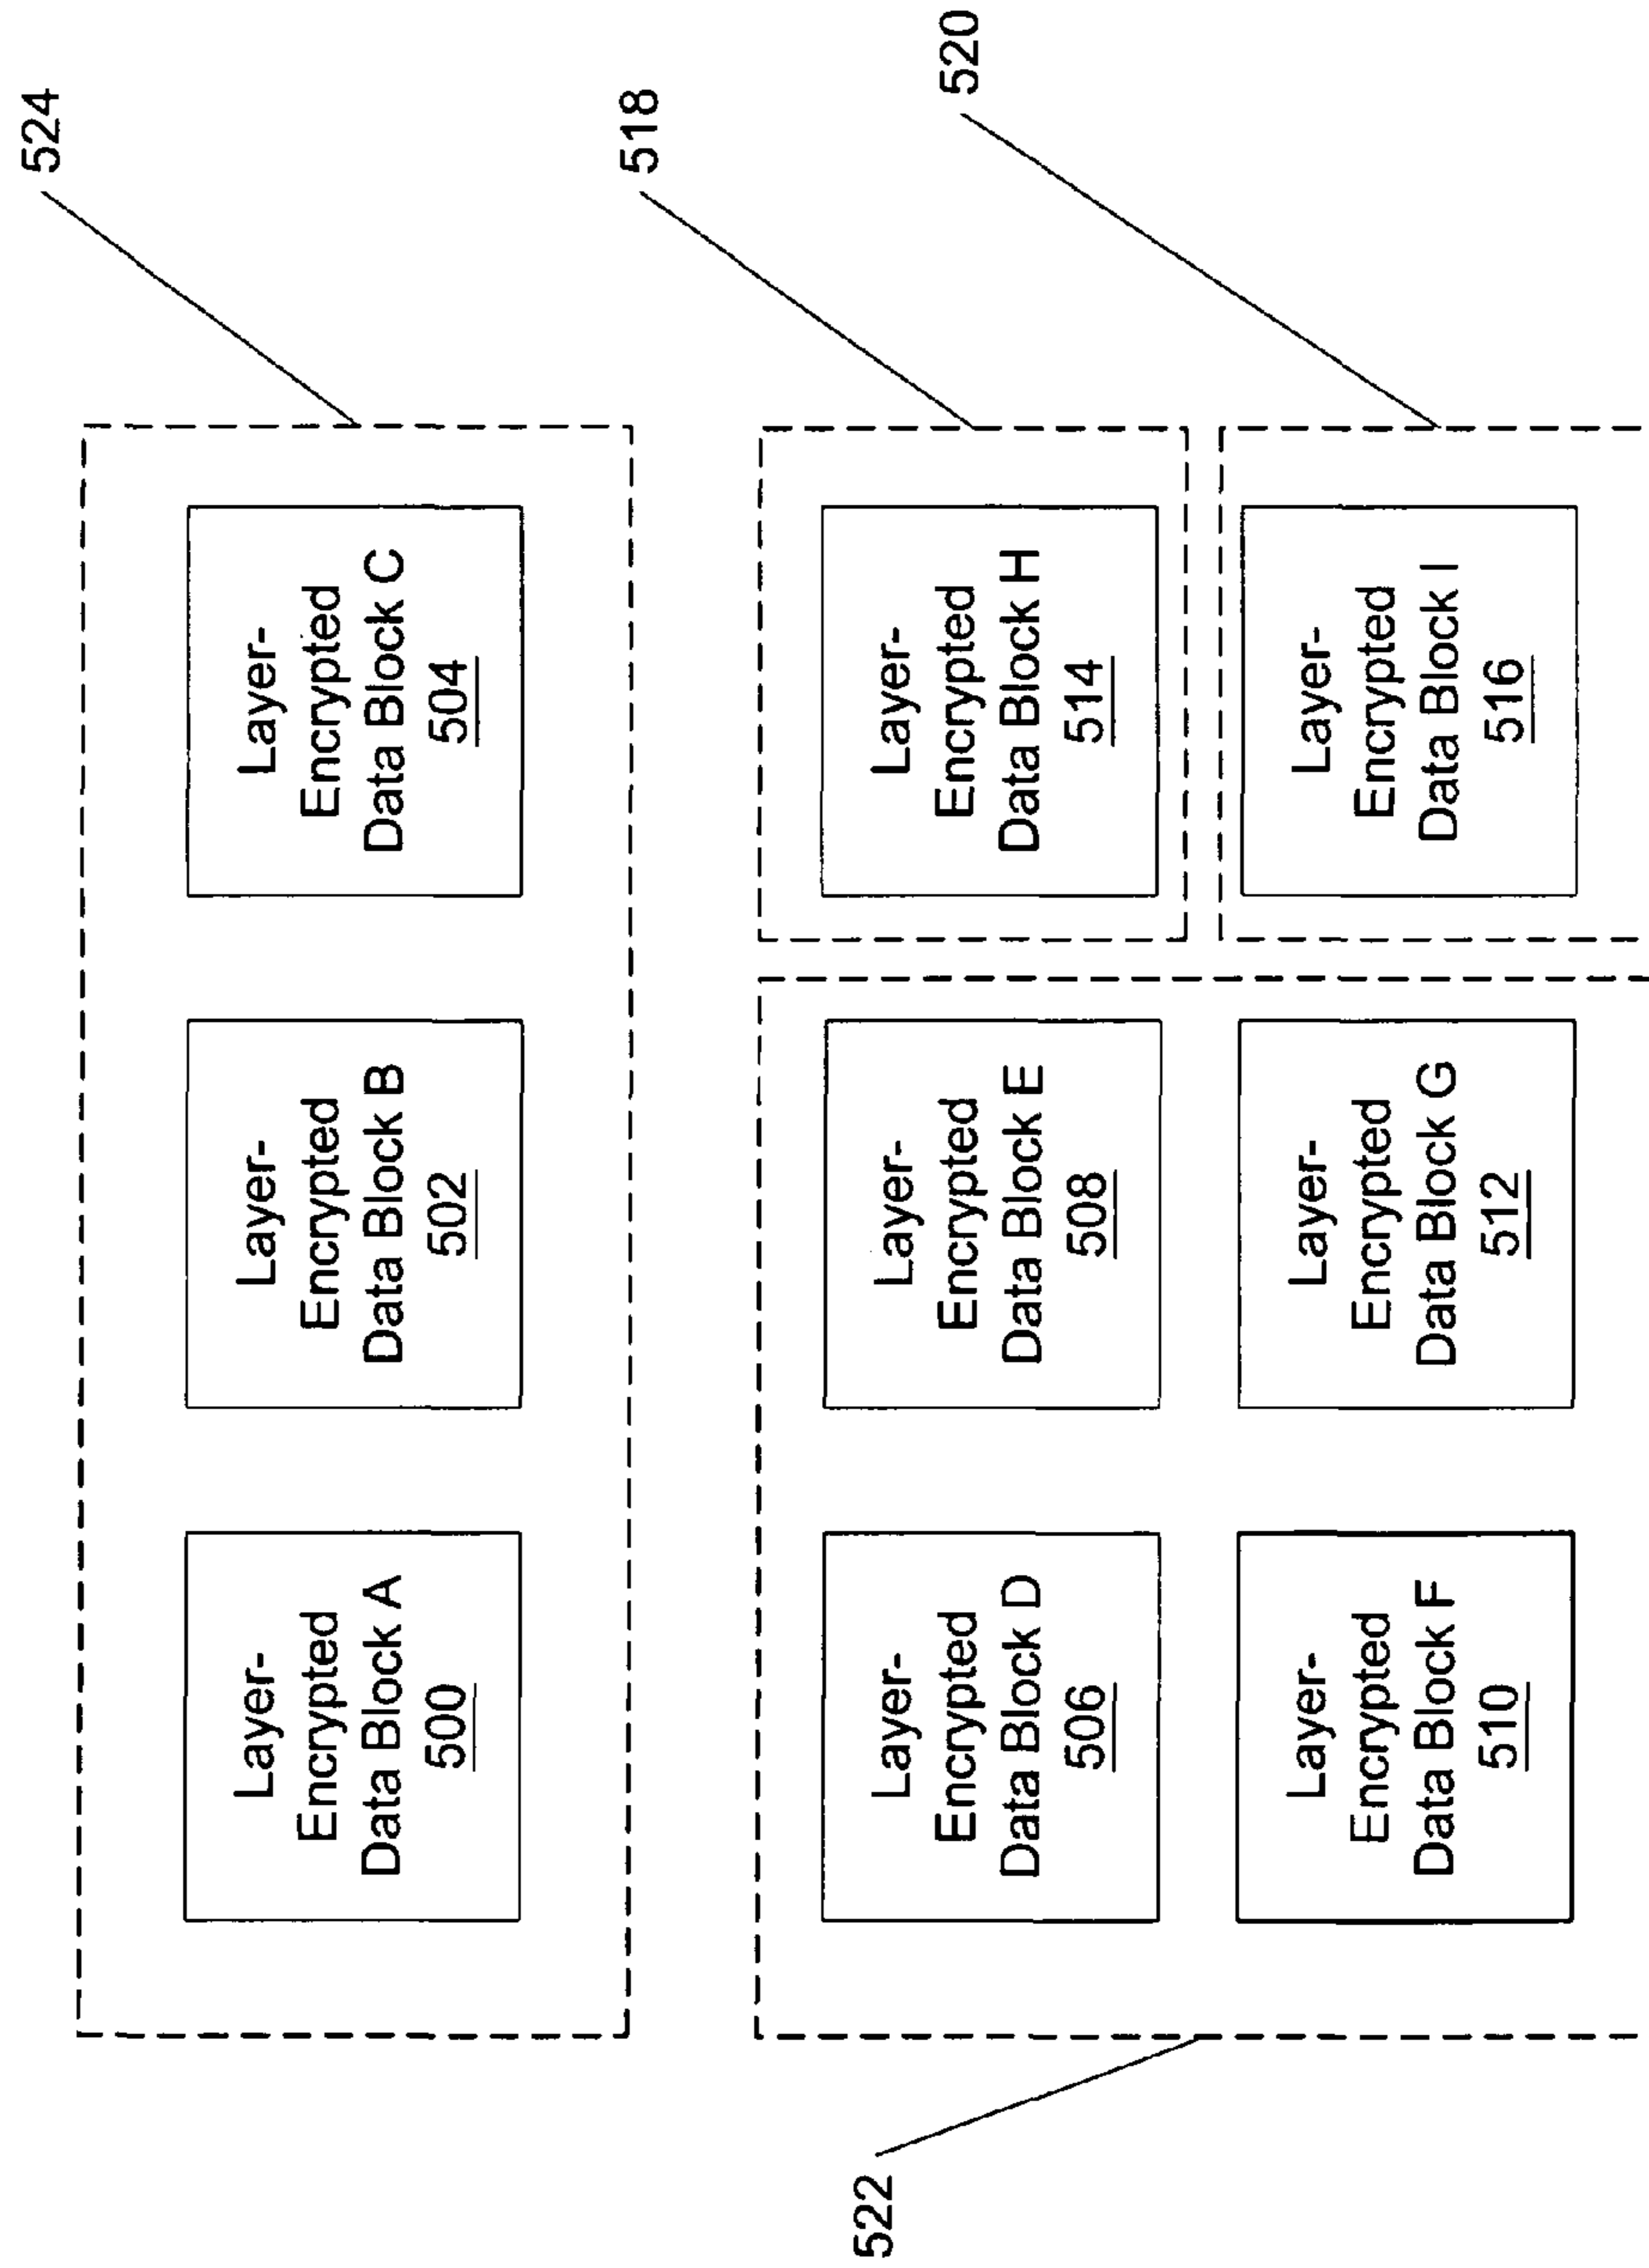 524
Layer-
Encrypted
Data Block A
500
Layer-
Encrypted
Data Block B
502
Layer-
Encrypted
Data Block C
504
518
Layer-
Encrypted
Data Block D
506
Layer-
Encrypted
Data Block E
508
Layer-
Encrypted
Data Block H
514
520
Layer-
Encrypted
Data Block F
510
Layer-
Encrypted
Data Block G
512
Layer-
Encrypted
Data Block I
516
522